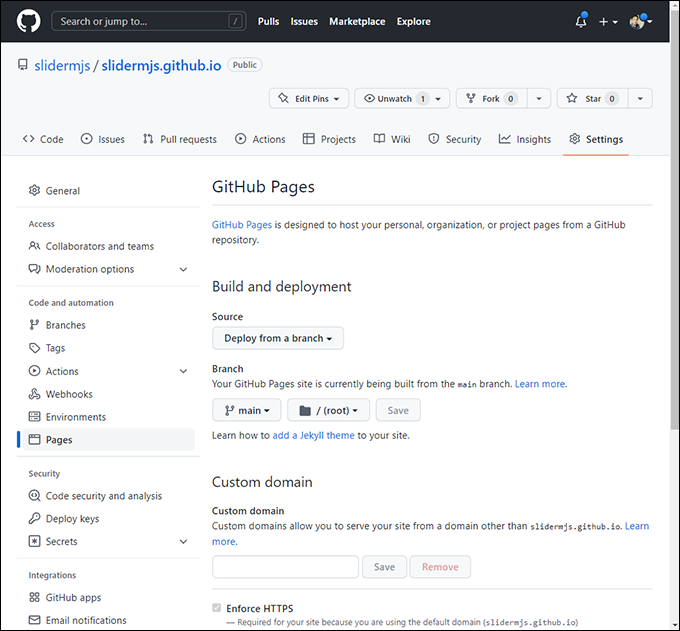 Search or jump to... /
Pulls Issues Marketplace Explore
slidermjs / slidermjs.github.io Public
Edit Pins Unwatch 1 Fork 0 Star 0
Code Issues Pull requests Actions Projects Wiki Security Insights Settings
General
Access
Collaborators and teams
Moderation options
Code and automation
Branches
Tags
Actions
Webhooks
Environments
Pages
Security
Code security and analysis
Deploy keys
Secrets
Integrations
GitHub apps
Email notifications
GitHub Pages
GitHub Pages is designed to host your personal, organization, or project pages from a GitHub
repository.
Build and deployment
Source
Deploy from a branch
Branch
Your GitHub Pages site is currently being built from the main branch. Learn more.
main / (root) Save
Learn how to add a Jekyll theme to your site.
Custom domain
Custom domain
Custom domains allow you to serve your site from a domain other than slidermjs.github.io. Learn
more.
Save Remove
Enforce HTTPS
— Required for your site because you are using the default domain (slidermjs.github.io)